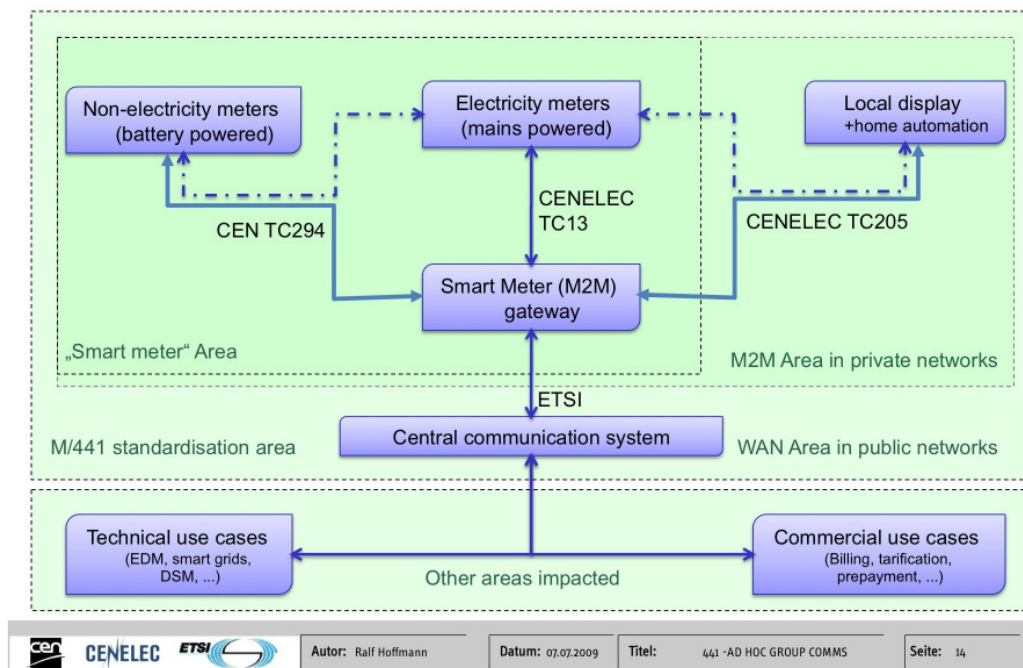 Non-electricity meters
(battery powered)
Electricity meters
(mains powered)
Local display
+home automation
CEN TC294
CENELEC
TC13
CENELEC TC205
Smart Meter (M2M)
gateway
„Smart meter“ Area
M2M Area in private networks
ETSI
M/441 standardisation area
Central communication system
WAN Area in public networks
Technical use cases
(EDM, smart grids,
DSM, ...)
Other areas impacted
Commercial use cases
(Billing, tarification,
prepayment, ...)
cen
CENELEC
ETSI
Autor: Ralf Hoffmann
Datum: 07.07.2009
Titel: 441 -AD HOC GROUP COMMS
Seite: 14